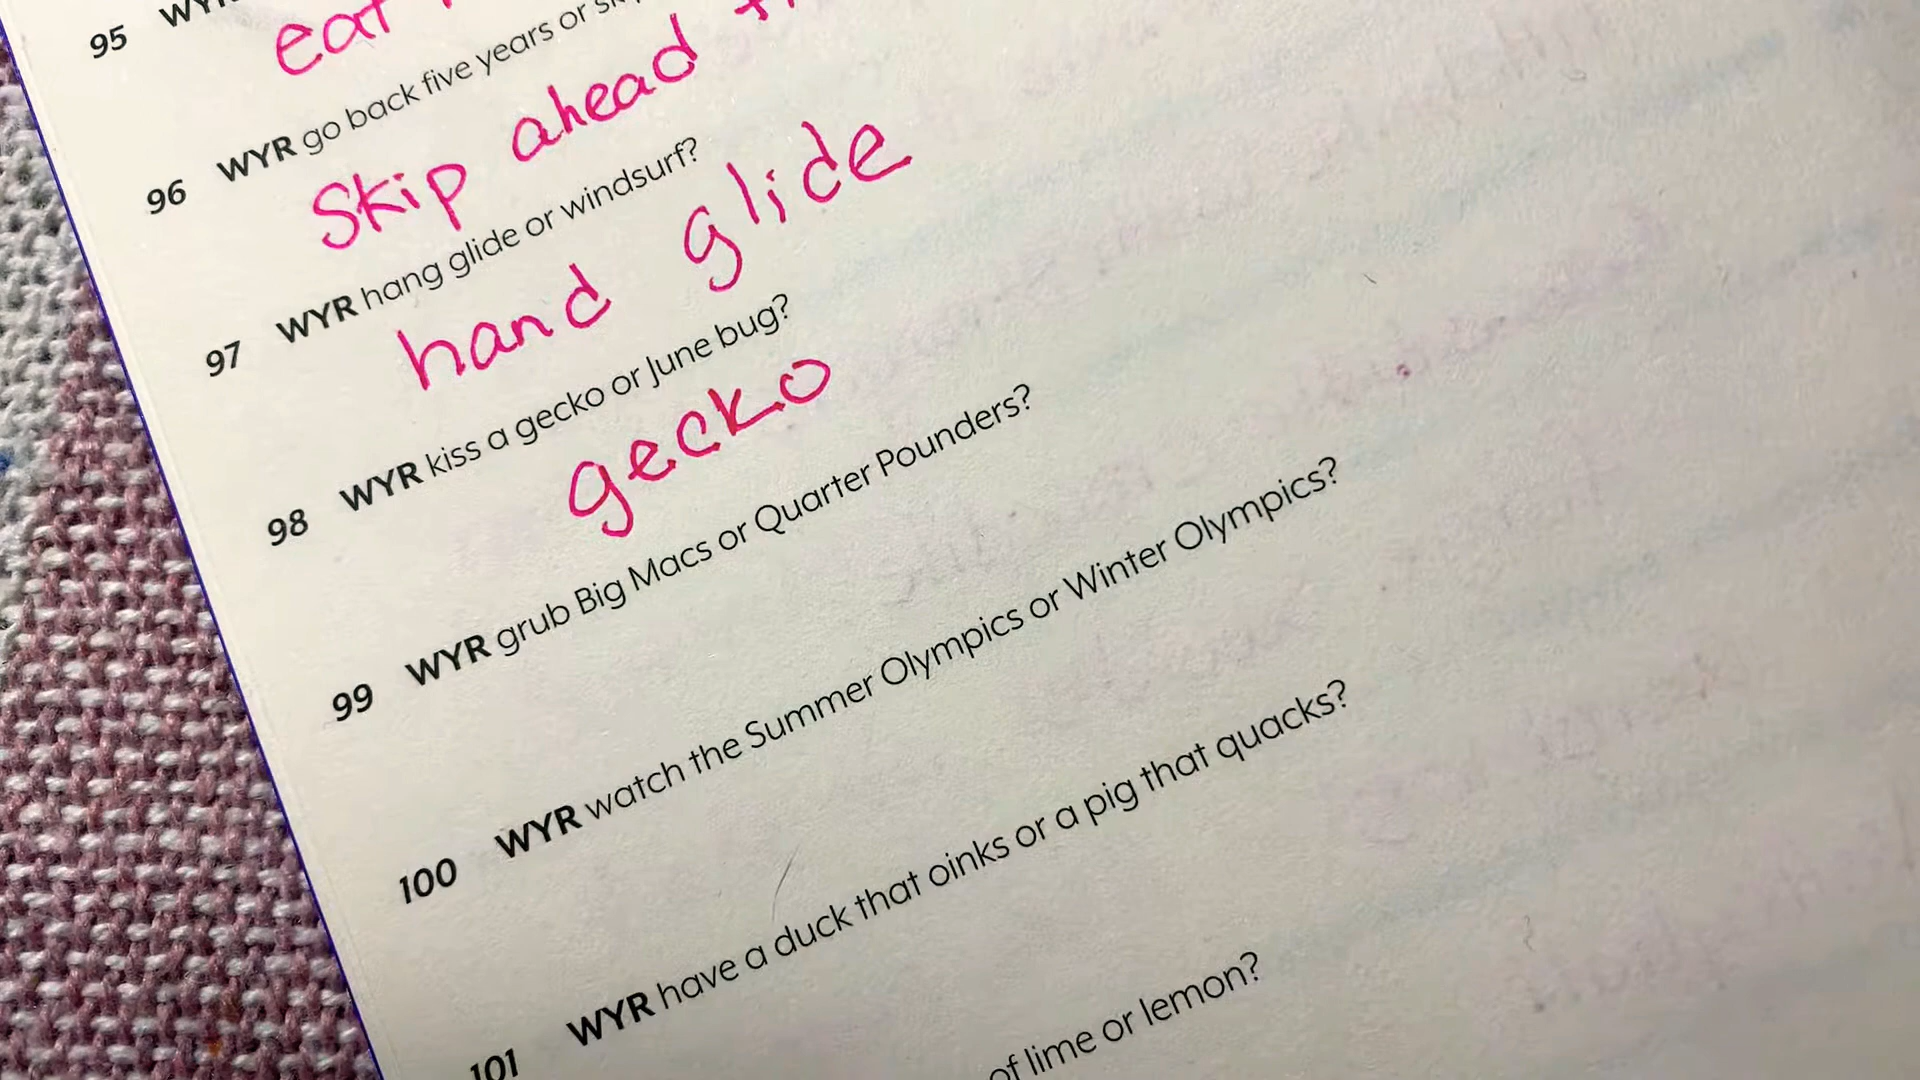 95 WYR
eat
96 WYR go back five years or
Skip ahead
97 WYR hang glide or windsurf?
hand glide
98 WYR kiss a gecko or June bug?
gecko
99 WYR grub Big Macs or Quarter Pounders?
100 WYR watch the Summer Olympics or Winter Olympics?
101 WYR have a duck that oinks or a pig that quacks?
of lime or lemon?